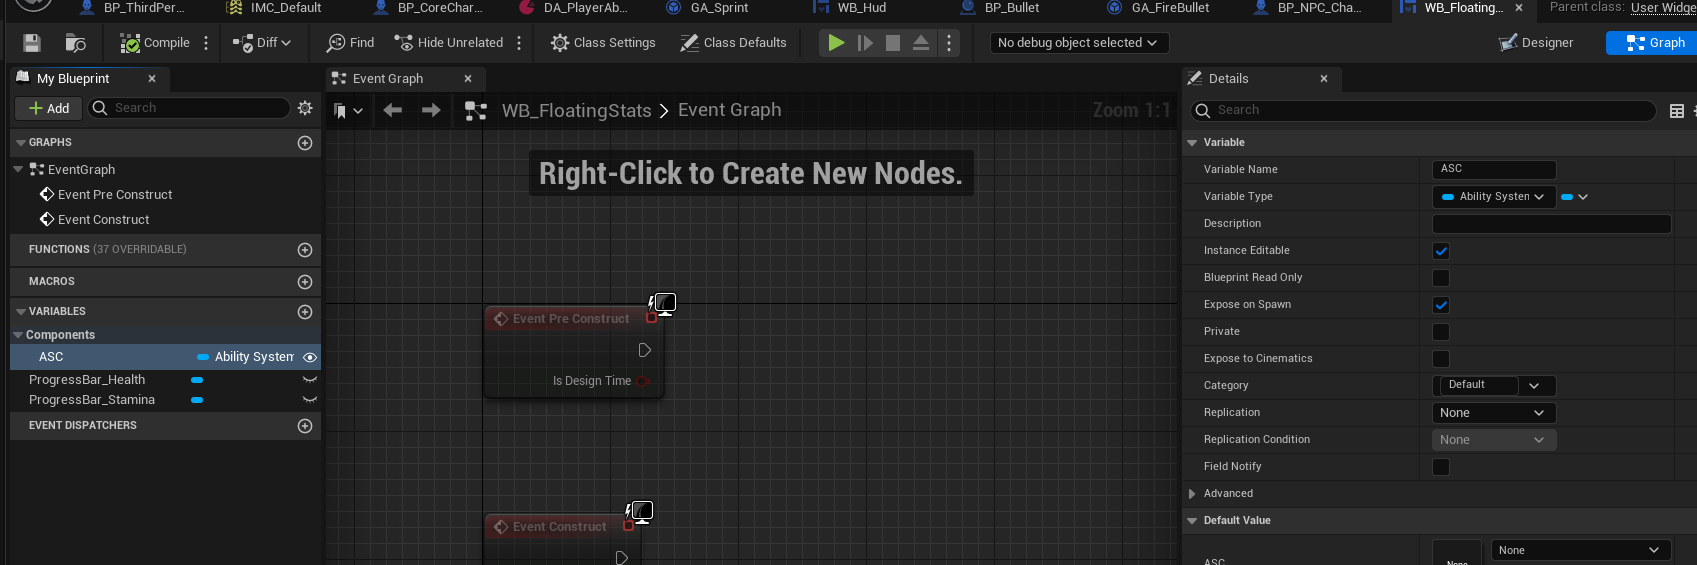 BP_ThirdPer...
IMC_Default
BP_CoreChar...
DA_PlayerAb...
GA_Sprint
WB_Hud
BP_Bullet
GA_FireBullet
BP_NPC_Cha...
WB_Floating...
Parent class: User Widge
Compile
Diff
Find
Hide Unrelated
Class Settings
Class Defaults
No debug object selected
Designer
Graph
My Blueprint
Event Graph
Details
Add
Search
WB_FloatingStats > Event Graph
Zoom 1:1
Search
GRAPHS
EventGraph
Event Pre Construct
Event Construct
FUNCTIONS (37 OVERRIDABLE)
MACROS
VARIABLES
Components
ASC Ability System
ProgressBar_Health
ProgressBar_Stamina
EVENT DISPATCHERS
Right-Click to Create New Nodes.
Event Pre Construct
Is Design Time
Event Construct
Variable
Variable Name ASC
Variable Type Ability System
Description
Instance Editable
Blueprint Read Only
Expose on Spawn
Private
Expose to Cinematics
Category Default
Replication None
Replication Condition None
Field Notify
Advanced
Default Value
ASC None None